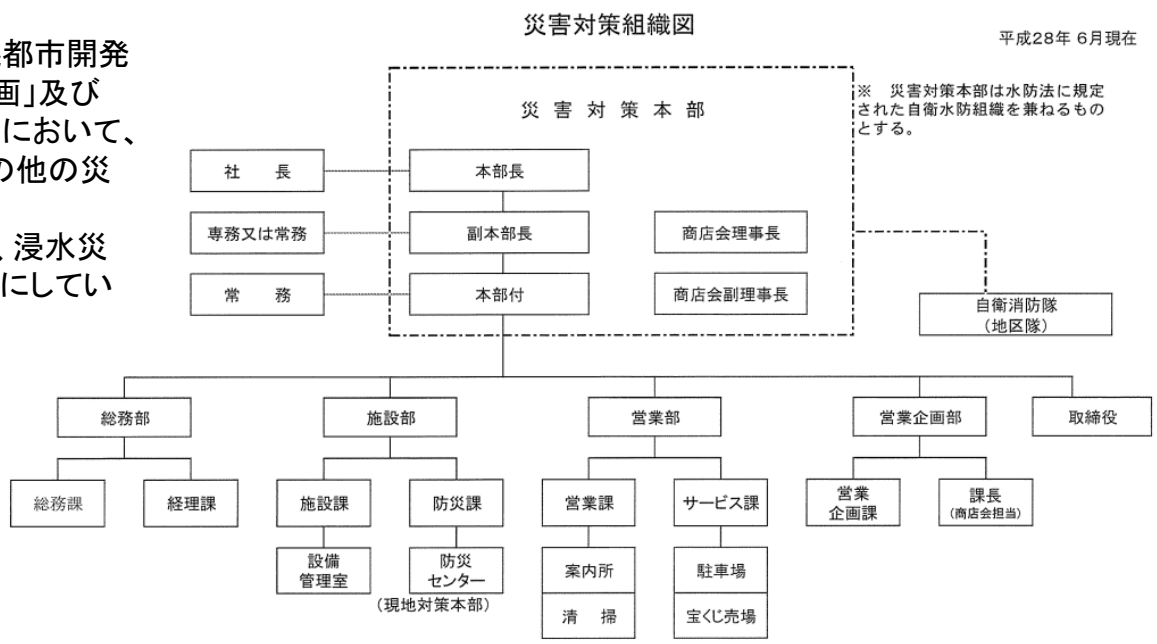 災害対策組織図
平成28年 6月現在
都市開発
画」及び
において、
の他の災
、浸水災
にしてい
災 害 対 策 本 部
※ 災害対策本部は水防法に規定
された自衛水防組織を兼ねるもの
とする。
社 長
本部長
専務又は常務
副本部長
商店会理事長
常 務
本部付
商店会副理事長
自衛消防隊
(地区隊)
総務部
施設部
営業部
営業企画部
取締役
総務課
経理課
施設課
防災課
営業課
サービス課
営業
企画課
課長
(商店会担当)
設備
管理室
防災
センター
(現地対策本部)
案内所
清 掃
駐車場
宝くじ売場